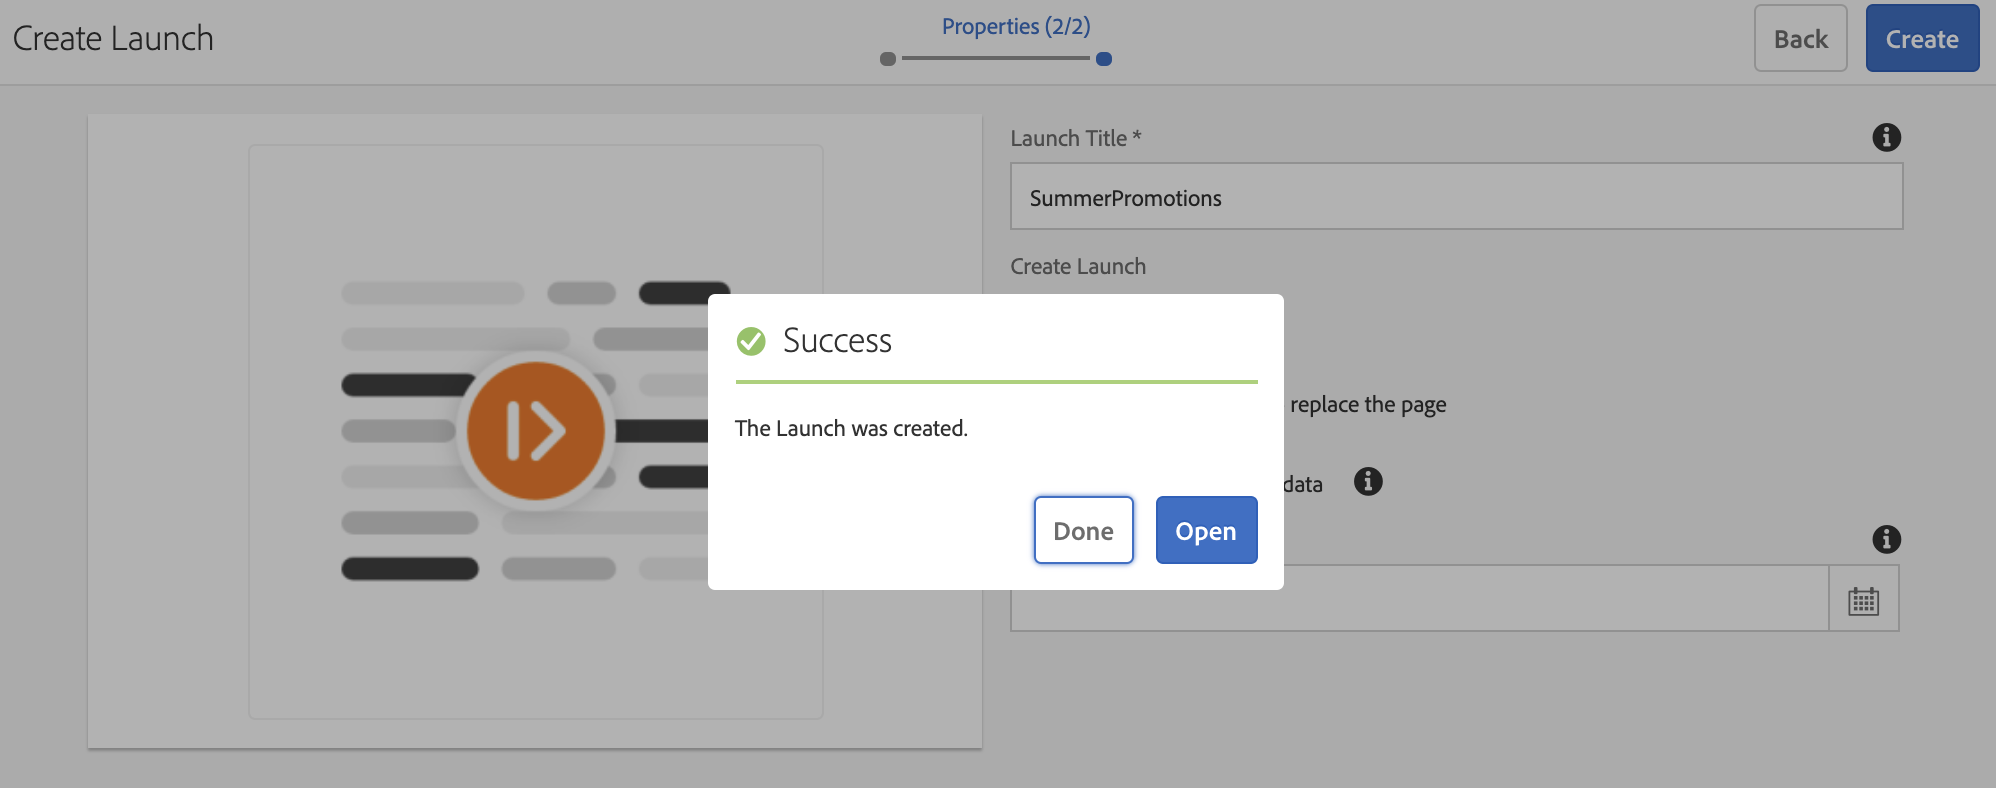 Create Launch
Properties (2/2)
Back
Create
Launch Title *
SummerPromotions
Create Launch
replace the page
data
Success
The Launch was created.
Done
Open